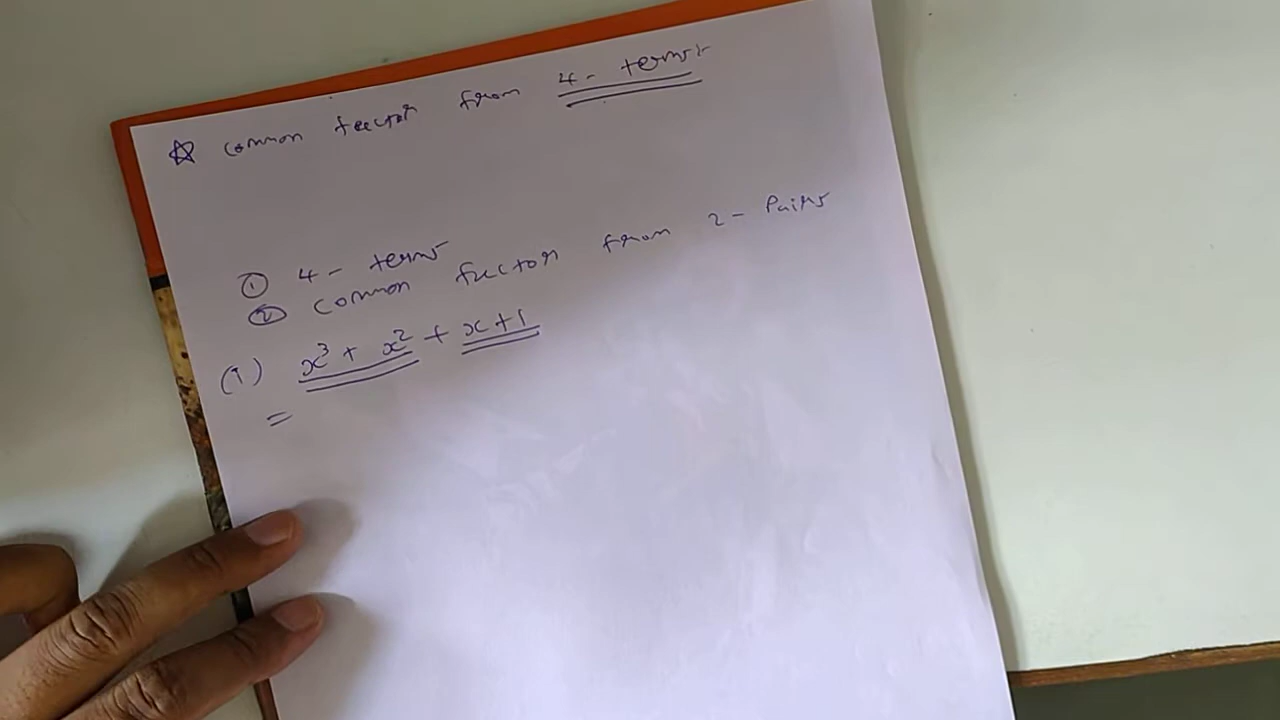 ☆ common factor from 4 - terms:-
① 4 - terms
② common factor from 2 - Pairs
(1) x³ + x² + x + 1
=